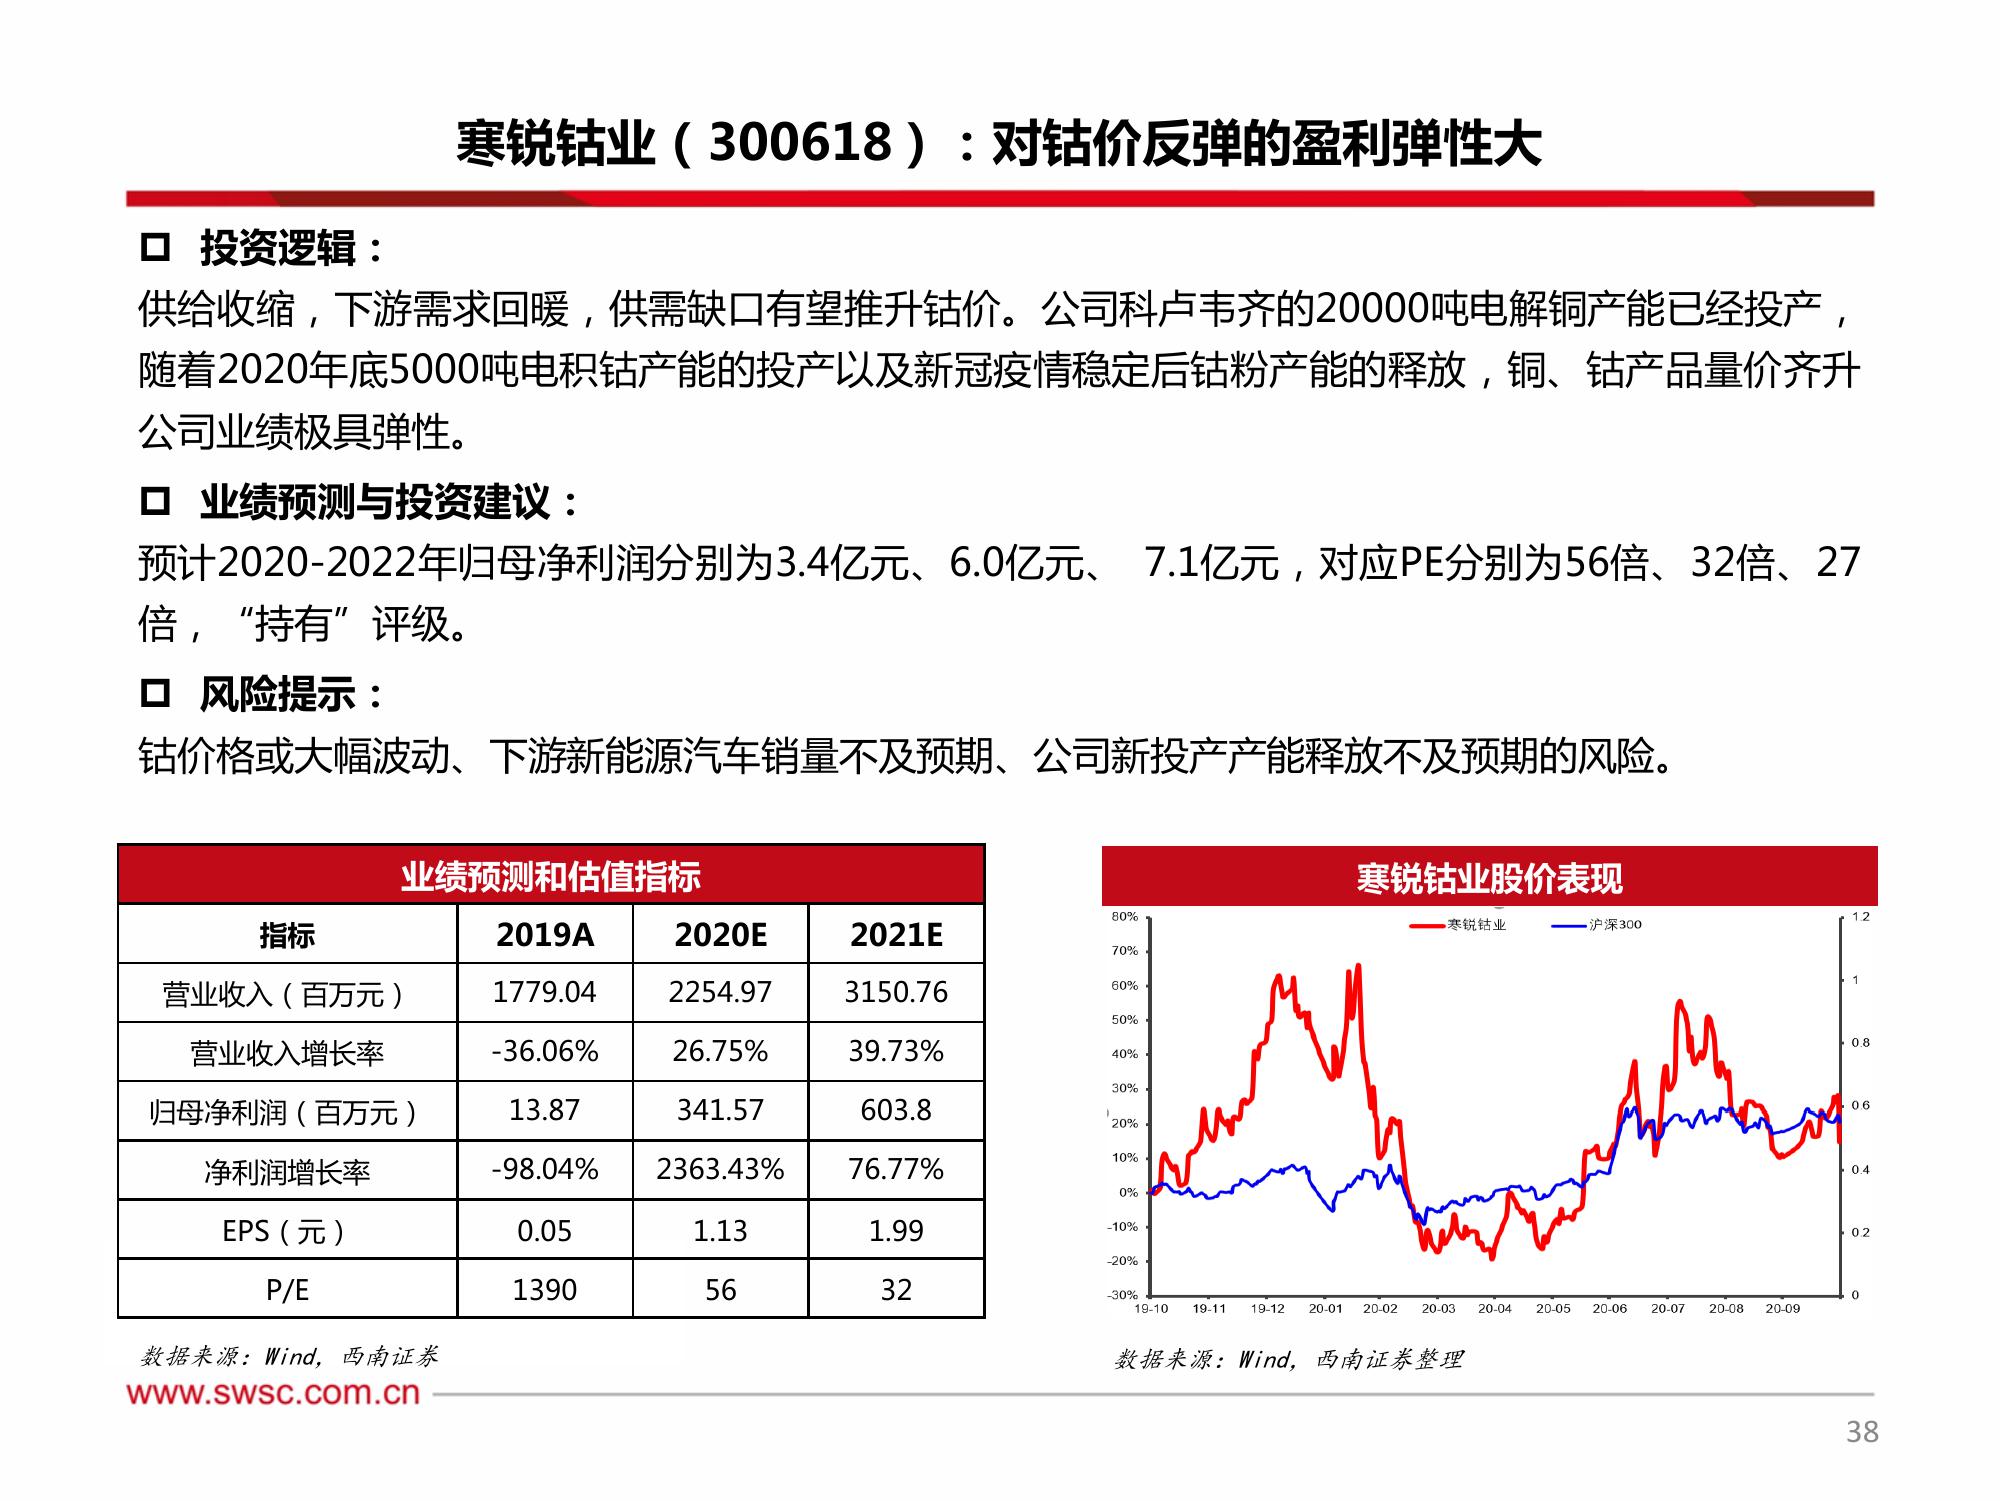 寒锐钴业（300618）：对钴价反弹的盈利弹性大
投资逻辑：
供给收缩，下游需求回暖，供需缺口有望推升钴价。公司科卢韦齐的20000吨电解铜产能已经投产，
随着2020年底5000吨电积钴产能的投产以及新冠疫情稳定后钴粉产能的释放，铜、钴产品量价齐升
公司业绩极具弹性。
业绩预测与投资建议：
预计2020-2022年归母净利润分别为3.4亿元、6.0亿元、 7.1亿元，对应PE分别为56倍、32倍、27
倍，“持有”评级。
风险提示：
钴价格或大幅波动、下游新能源汽车销量不及预期、公司新投产产能释放不及预期的风险。
业绩预测和估值指标
指标 2019A 2020E 2021E
营业收入（百万元） 1779.04 2254.97 3150.76
营业收入增长率 -36.06% 26.75% 39.73%
归母净利润（百万元） 13.87 341.57 603.8
净利润增长率 -98.04% 2363.43% 76.77%
EPS（元） 0.05 1.13 1.99
P/E 1390 56 32
数据来源：Wind，西南证券
寒锐钴业股价表现
寒锐钴业 沪深300
80% 1.2
70%
60% 1
50%
40% 0.8
30%
20% 0.6
10% 0.4
0%
-10% 0.2
-20%
-30% 0
19-10 19-11 19-12 20-01 20-02 20-03 20-04 20-05 20-06 20-07 20-08 20-09
数据来源：Wind，西南证券整理
www.swsc.com.cn
38